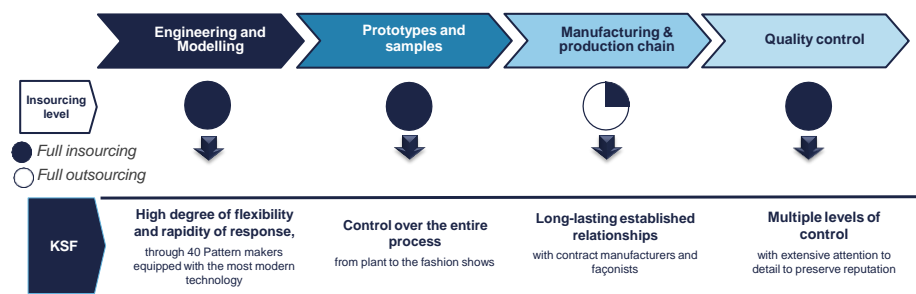 Engineering and
Modelling
Prototypes and
samples
Manufacturing &
production chain
Quality control
Insourcing
level
Full insourcing
Full outsourcing
KSF
High degree of flexibility
and rapidity of response,
through 40 Pattern makers
equipped with the most modern
technology
Control over the entire
process
from plant to the fashion shows
Long-lasting established
relationships
with contract manufacturers and
façonists
Multiple levels of
control
with extensive attention to
detail to preserve reputation